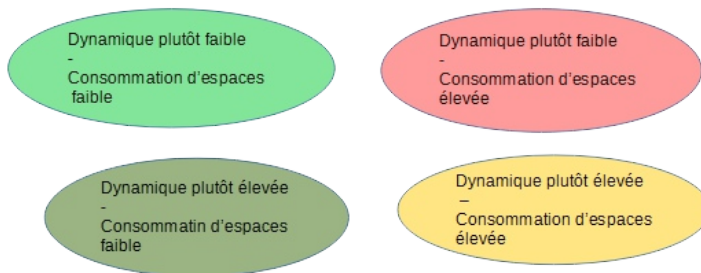 Dynamique plutôt faible
-
Consommation d'espaces
faible
Dynamique plutôt faible
-
Consommation d'espaces
élevée
Dynamique plutôt élevée
-
Consommatin d'espaces
faible
Dynamique plutôt élevée
–
Consommation d'espaces
élevée